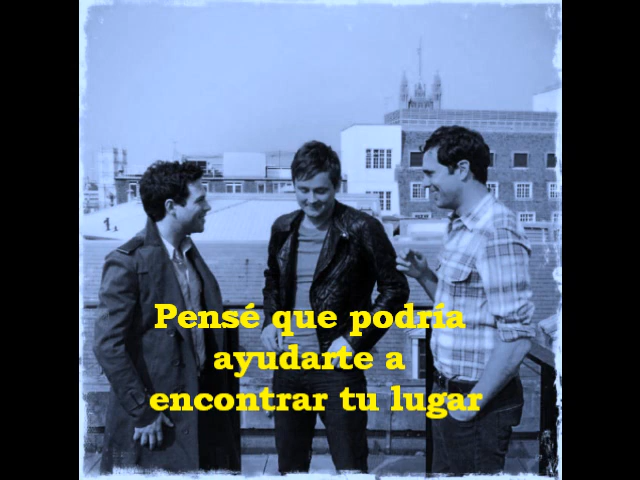 Pensé que podría
ayudarte a
encontrar tu lugar